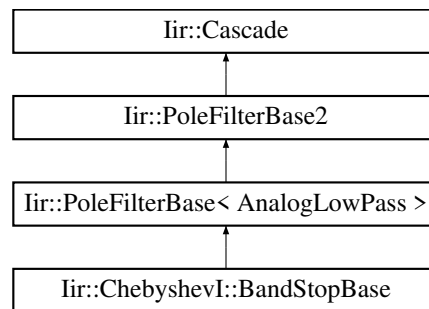 Iir::Cascade
Iir::PoleFilterBase2
Iir::PoleFilterBase< AnalogLowPass >
Iir::ChebyshevI::BandStopBase